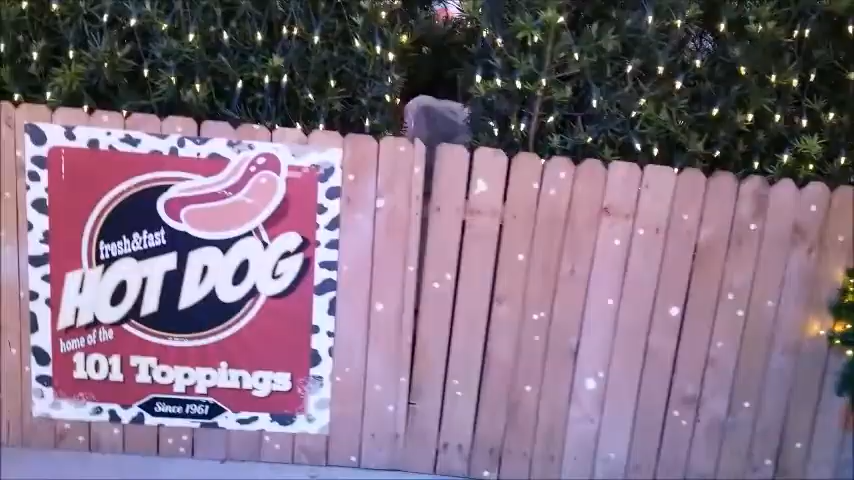 fresh&fast
HOT DOG
home of the
101 Toppings
Since 1961